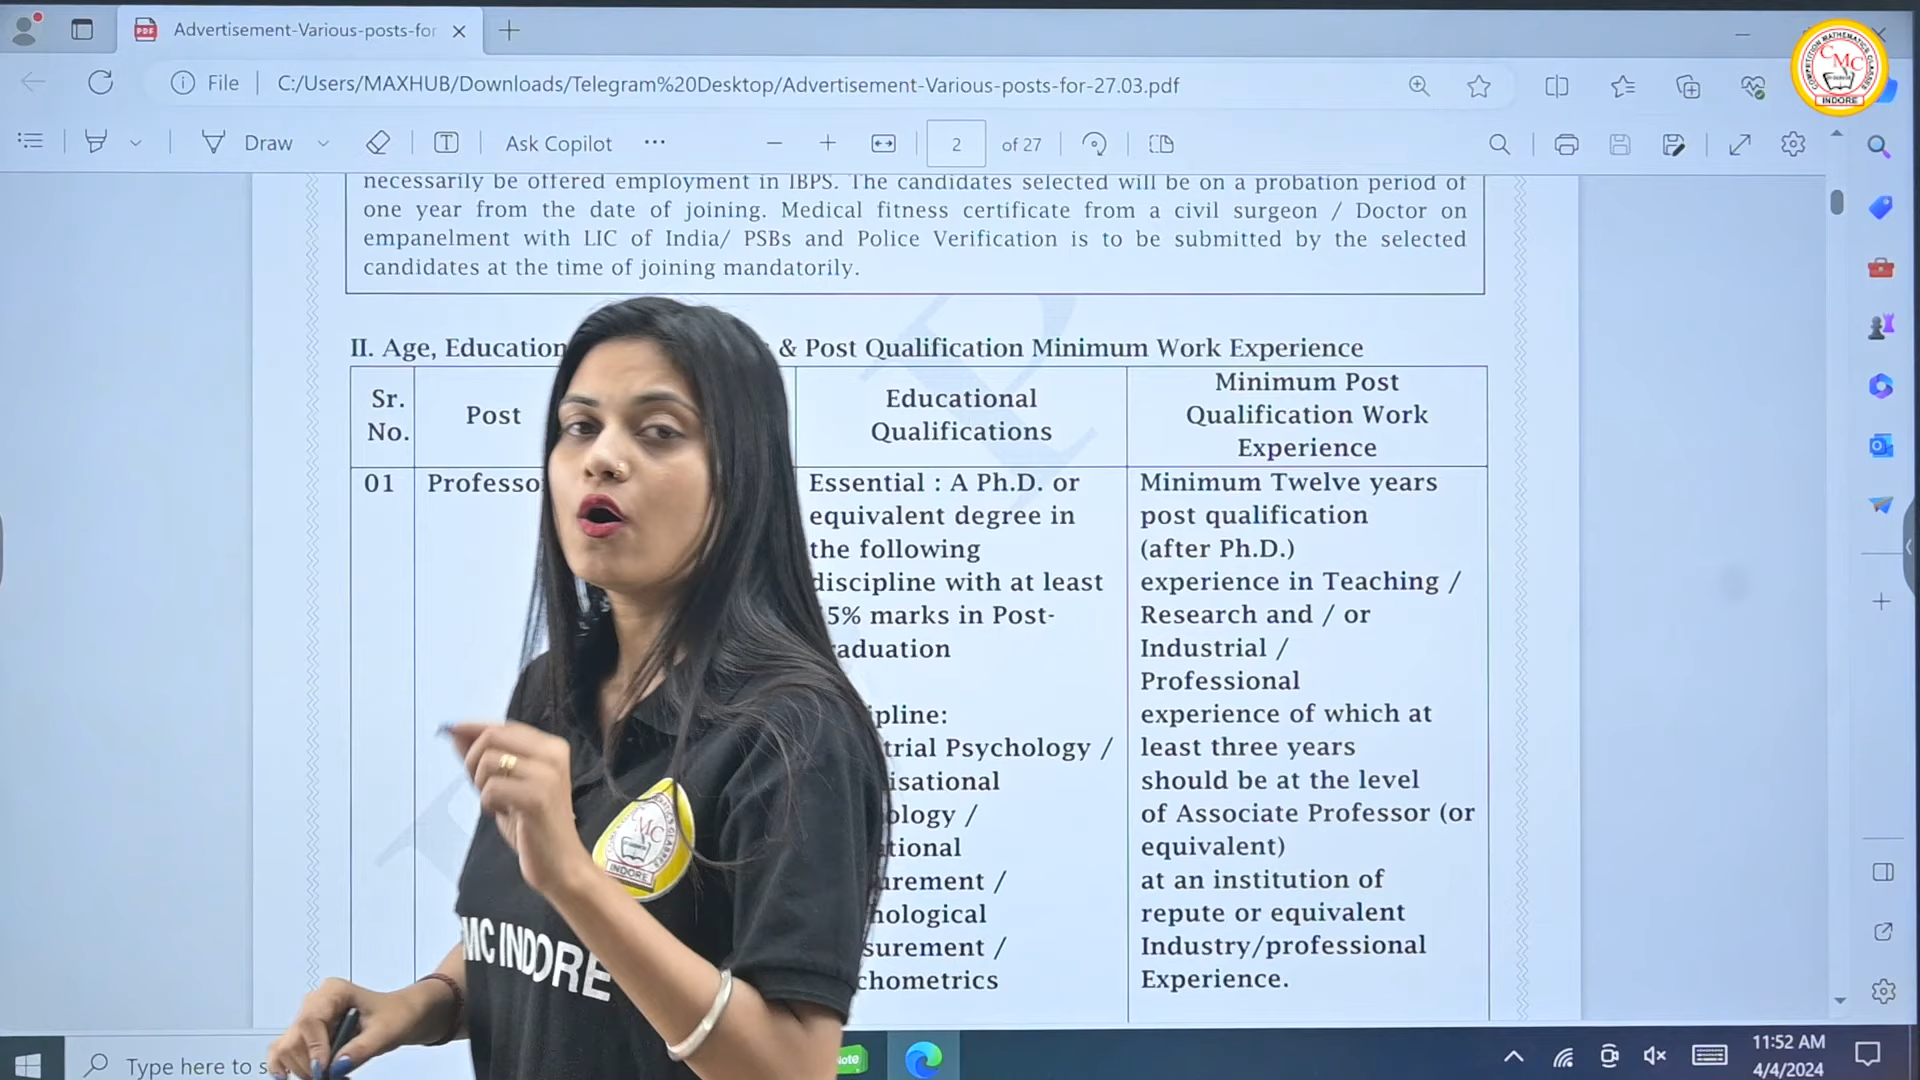 Advertisement-Various-posts-for
File
C:/Users/MAXHUB/Downloads/Telegram%20Desktop/Advertisement-Various-posts-for-27.03.pdf
Draw
Ask Copilot
2
of 27
necessarily be offered employment in IBPS. The candidates selected will be on a probation period of
one year from the date of joining. Medical fitness certificate from a civil surgeon / Doctor on
empanelment with LIC of India/ PSBs and Police Verification is to be submitted by the selected
candidates at the time of joining mandatorily.
II. Age, Education & Post Qualification Minimum Work Experience
Sr.
No.
Post
Educational
Qualifications
Minimum Post
Qualification Work
Experience
01
Professo
Essential : A Ph.D. or
equivalent degree in
the following
discipline with at least
5% marks in Post-
aduation
ipline:
trial Psychology /
isational
ology /
tional
urement /
hological
surement /
chometrics
Minimum Twelve years
post qualification
(after Ph.D.)
experience in Teaching /
Research and / or
Industrial /
Professional
experience of which at
least three years
should be at the level
of Associate Professor (or
equivalent)
at an institution of
repute or equivalent
Industry/professional
Experience.
COMPETITION MATHEMATICS CLASSES
CMC
INDORE
CMC
INDORE
MC INDORE
Type here to s
Note
11:52 AM
4/4/2024